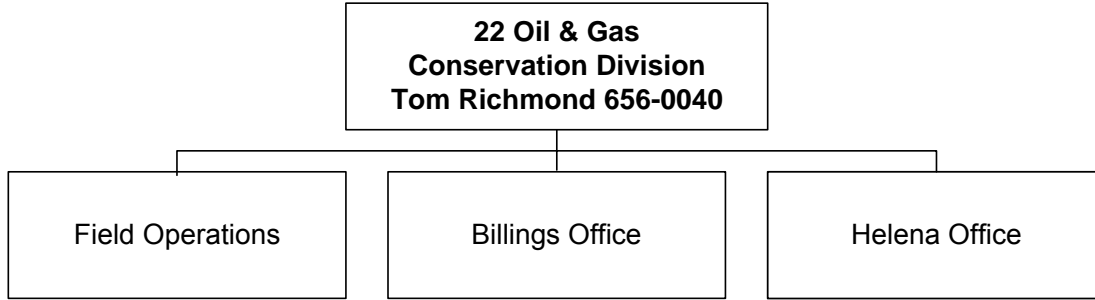 22 Oil & Gas
Conservation Division
Tom Richmond 656-0040
Field Operations
Billings Office
Helena Office